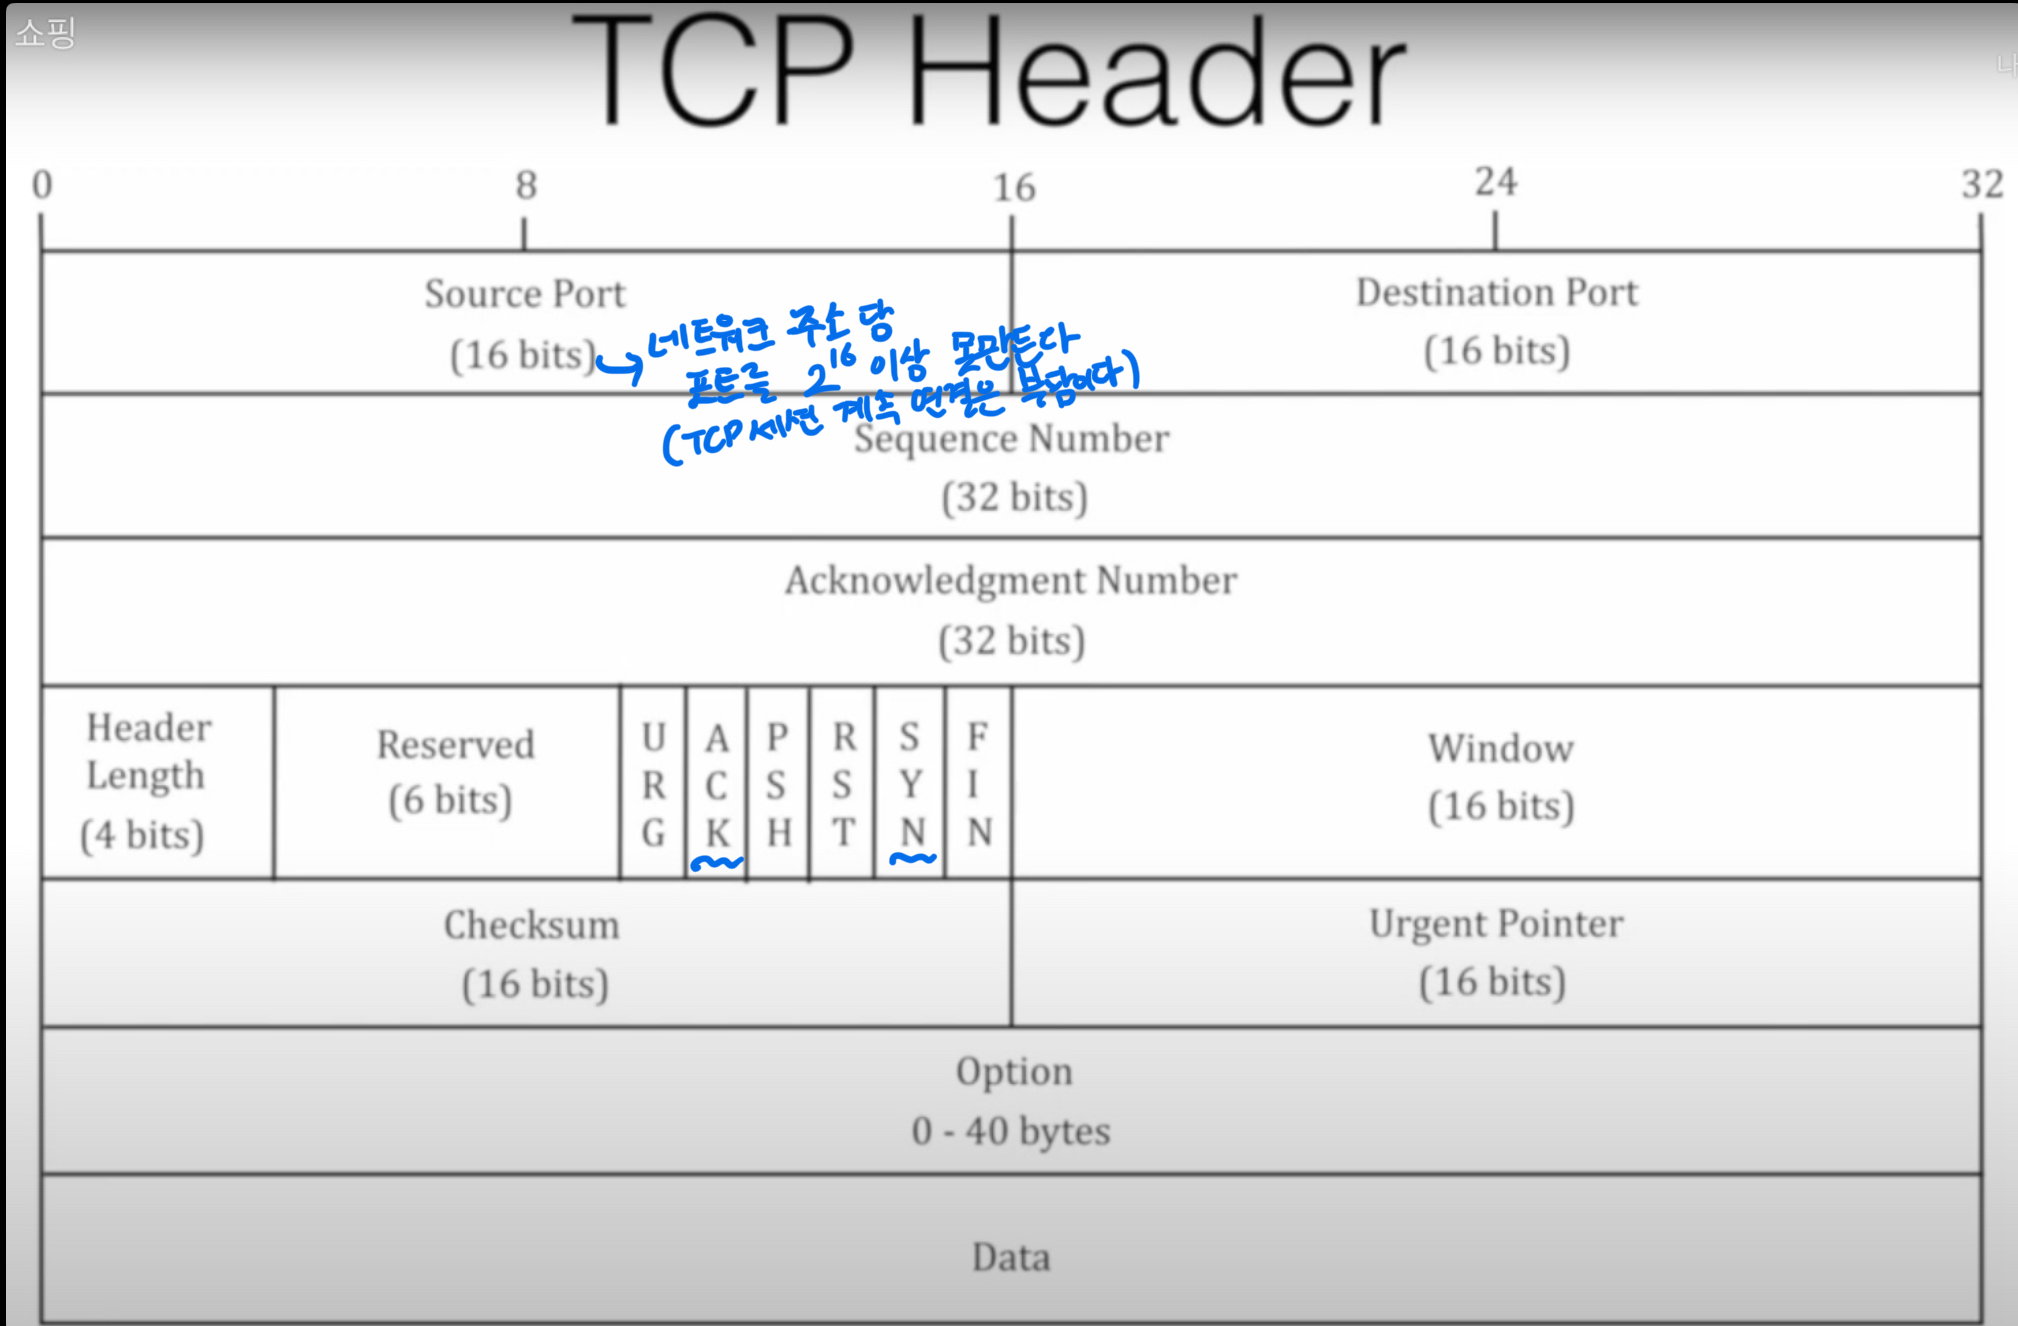 쇼핑
TCP Header
나
0 8 16 24 32
Source Port
(16 bits)
Destination Port
(16 bits)
네트워크 주소 당
포트를 2^16 이상 못만든다
(TCP 세션 계속 연결은 부담이다)
Sequence Number
(32 bits)
Acknowledgment Number
(32 bits)
Header
Length
(4 bits)
Reserved
(6 bits)
URG
ACK
PSH
RST
SYN
FIN
Window
(16 bits)
Checksum
(16 bits)
Urgent Pointer
(16 bits)
Option
0 - 40 bytes
Data